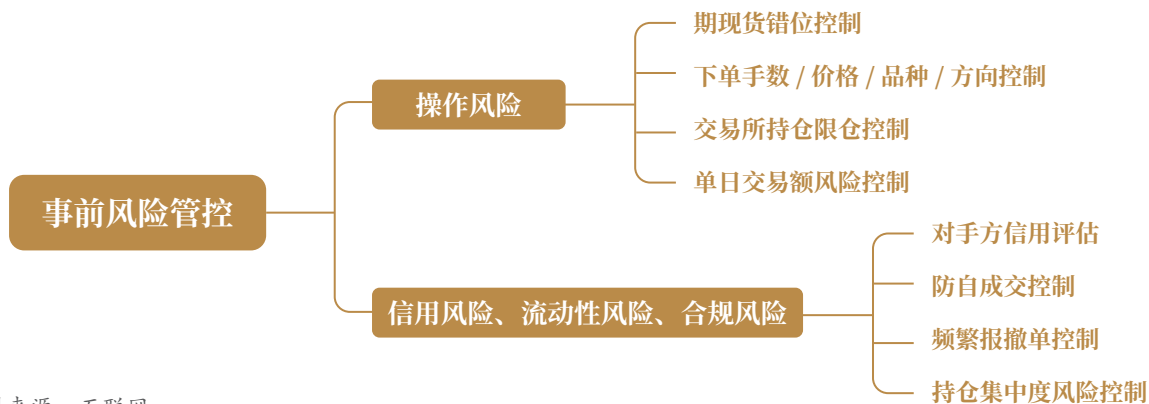 事前风险管控
操作风险
期现货错位控制
下单手数 / 价格 / 品种 / 方向控制
交易所持仓限仓控制
单日交易额风险控制
信用风险、流动性风险、合规风险
对手方信用评估
防自成交控制
频繁报撤单控制
持仓集中度风险控制